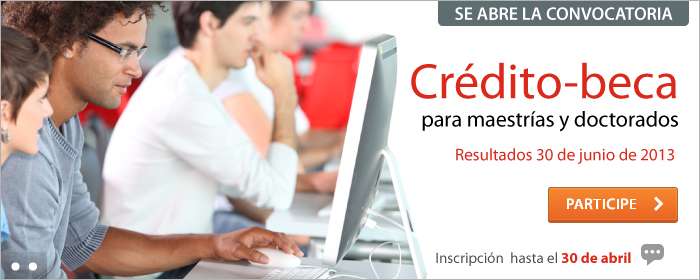 SE ABRE LA CONVOCATORIA
Crédito-beca
para maestrías y doctorados
Resultados 30 de junio de 2013
PARTICIPE
Inscripción hasta el 30 de abril